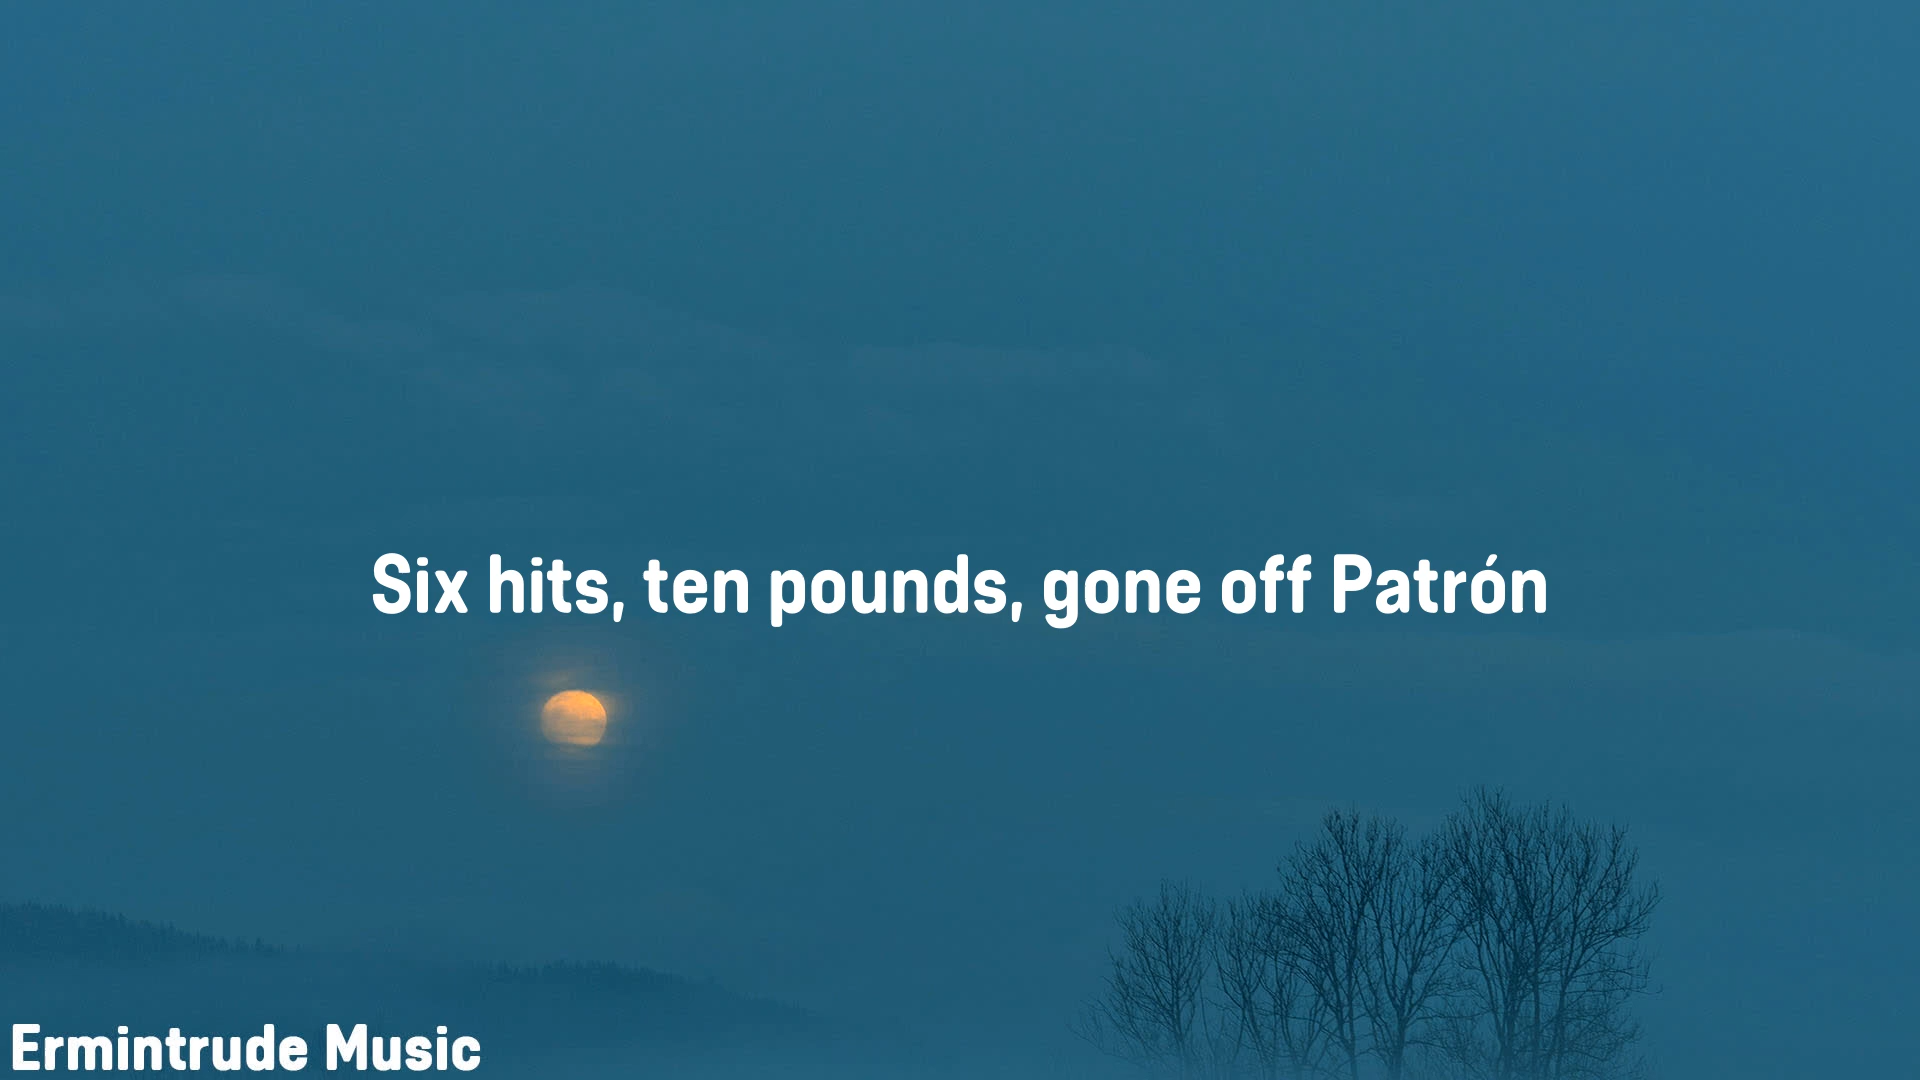 Six hits, ten pounds, gone off Patrón
Ermintrude Music